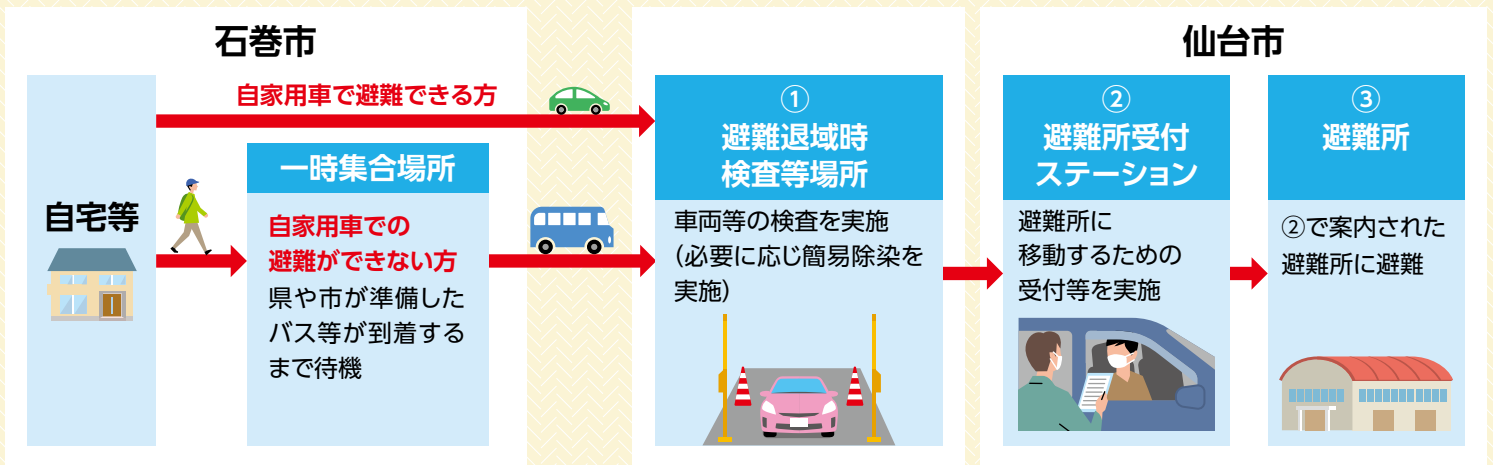 石巻市
自宅等
自家用車で避難できる方
一時集合場所
自家用車での
避難ができない方
県や市が準備した
バス等が到着する
まで待機
①
避難退域時
検査等場所
車両等の検査を実施
(必要に応じ簡易除染を
実施)
仙台市
②
避難所受付
ステーション
避難所に
移動するための
受付等を実施
③
避難所
②で案内された
避難所に避難